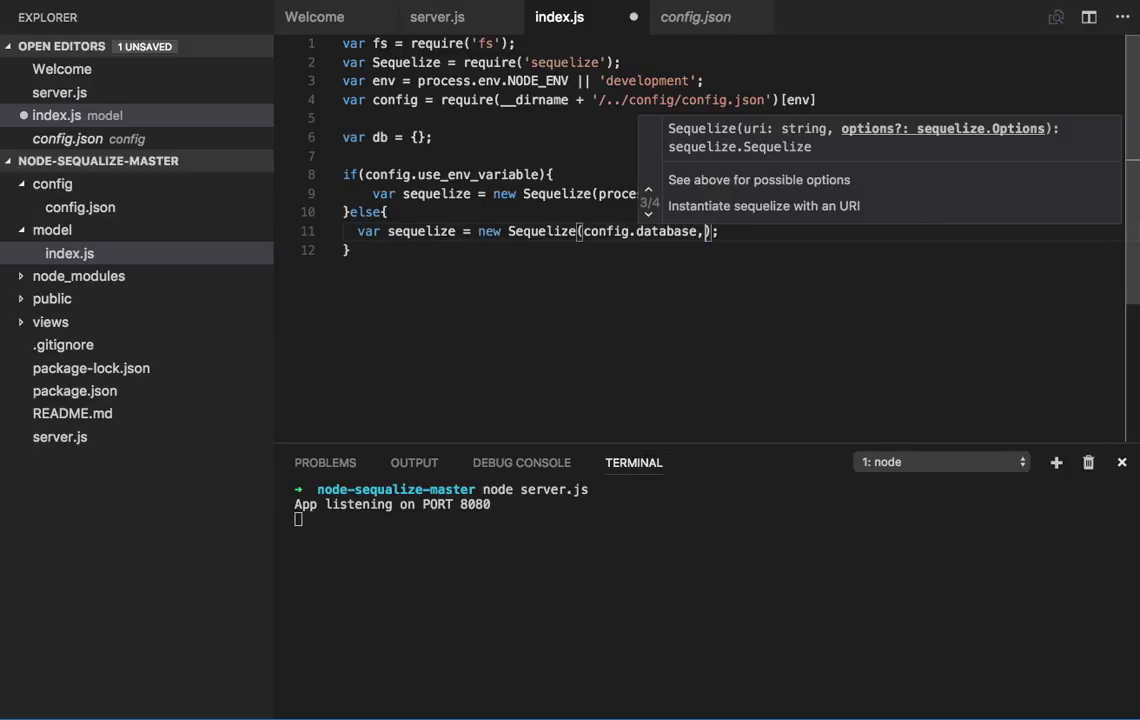 EXPLORER
OPEN EDITORS 1 UNSAVED
Welcome
server.js
index.js model
config.json config
NODE-SEQUALIZE-MASTER
config
config.json
model
index.js
node_modules
public
views
.gitignore
package-lock.json
package.json
README.md
server.js
Welcome server.js index.js config.json
1 var fs = require('fs');
2 var Sequelize = require('sequelize');
3 var env = process.env.NODE_ENV || 'development';
4 var config = require(__dirname + '/../config/config.json')[env]
5
6 var db = {};
7
8 if(config.use_env_variable){
9 var sequelize = new Sequelize(proce
10 }else{
11 var sequelize = new Sequelize(config.database,);
12 }
3/4
Sequelize(uri: string, options?: sequelize.Options):
sequelize.Sequelize
See above for possible options
Instantiate sequelize with an URI
PROBLEMS OUTPUT DEBUG CONSOLE TERMINAL 1: node
→ node-sequalize-master node server.js
App listening on PORT 8080